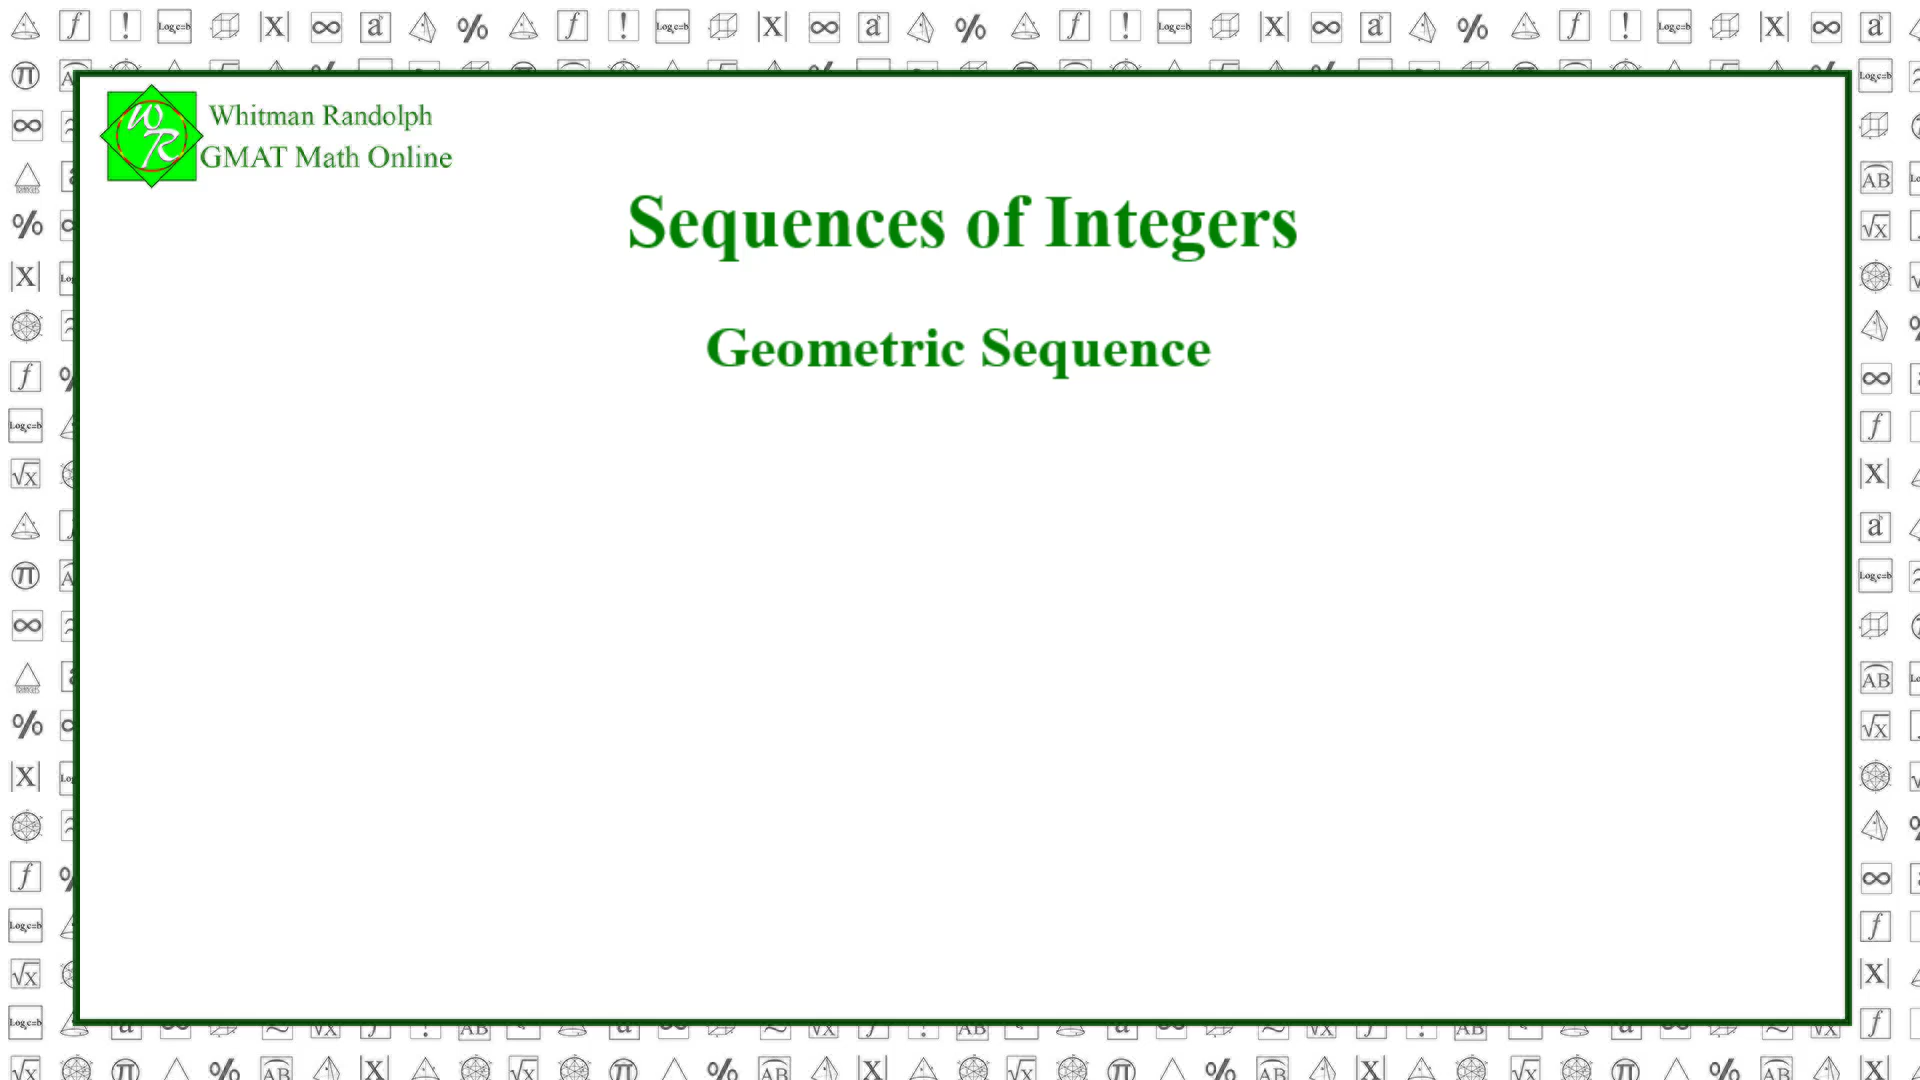 Whitman Randolph
GMAT Math Online
Sequences of Integers
Geometric Sequence